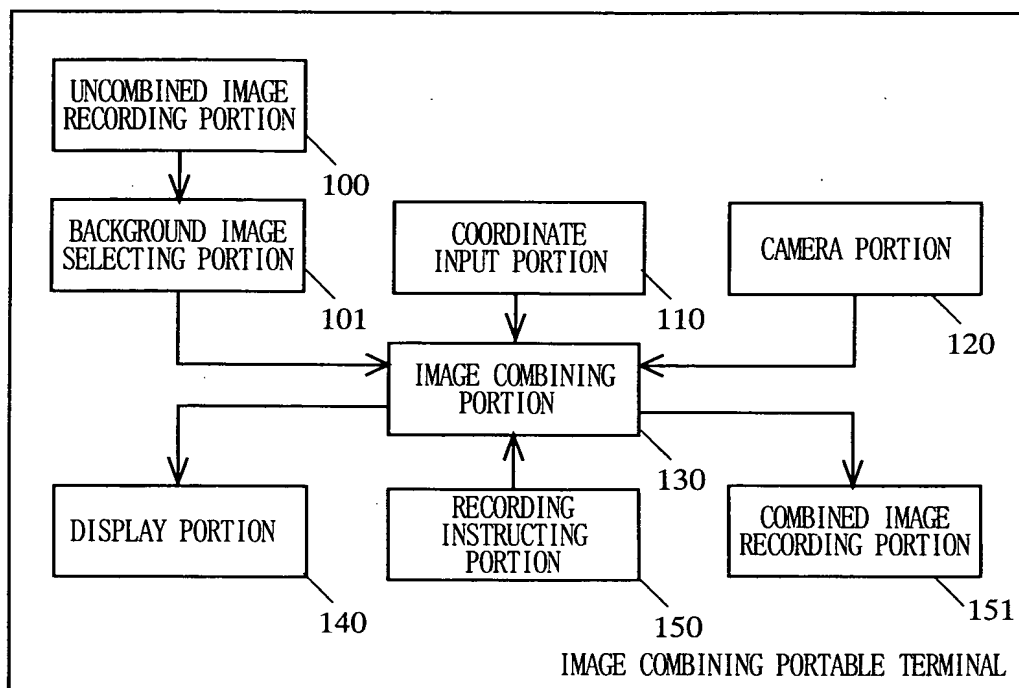 UNCOMBINED IMAGE
RECORDING PORTION
100
BACKGROUND IMAGE
SELECTING PORTION
101
COORDINATE
INPUT PORTION
110
CAMERA PORTION
120
IMAGE COMBINING
PORTION
130
DISPLAY PORTION
140
RECORDING
INSTRUCTING
PORTION
150
COMBINED IMAGE
RECORDING PORTION
151
IMAGE COMBINING PORTABLE TERMINAL